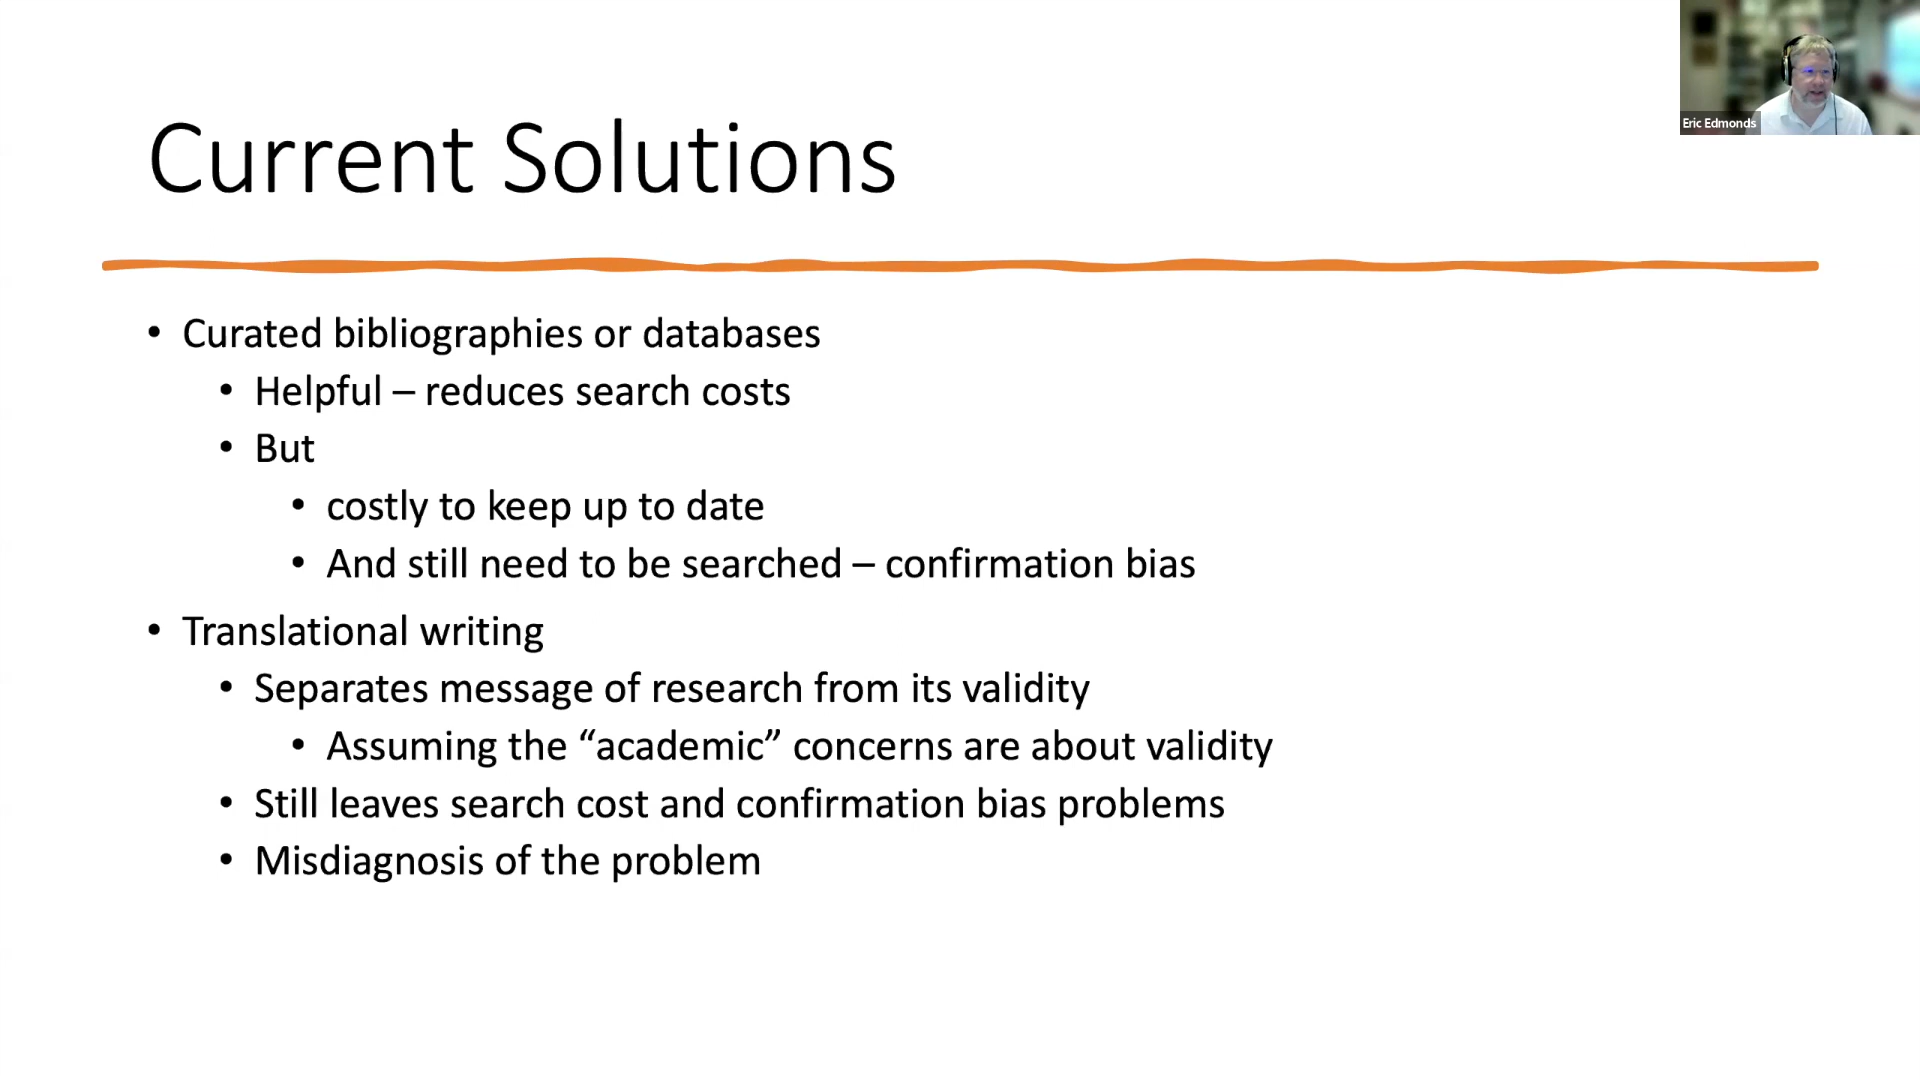 Eric Edmonds
Current Solutions
• Curated bibliographies or databases
• Helpful – reduces search costs
• But
• costly to keep up to date
• And still need to be searched – confirmation bias
• Translational writing
• Separates message of research from its validity
• Assuming the “academic” concerns are about validity
• Still leaves search cost and confirmation bias problems
• Misdiagnosis of the problem